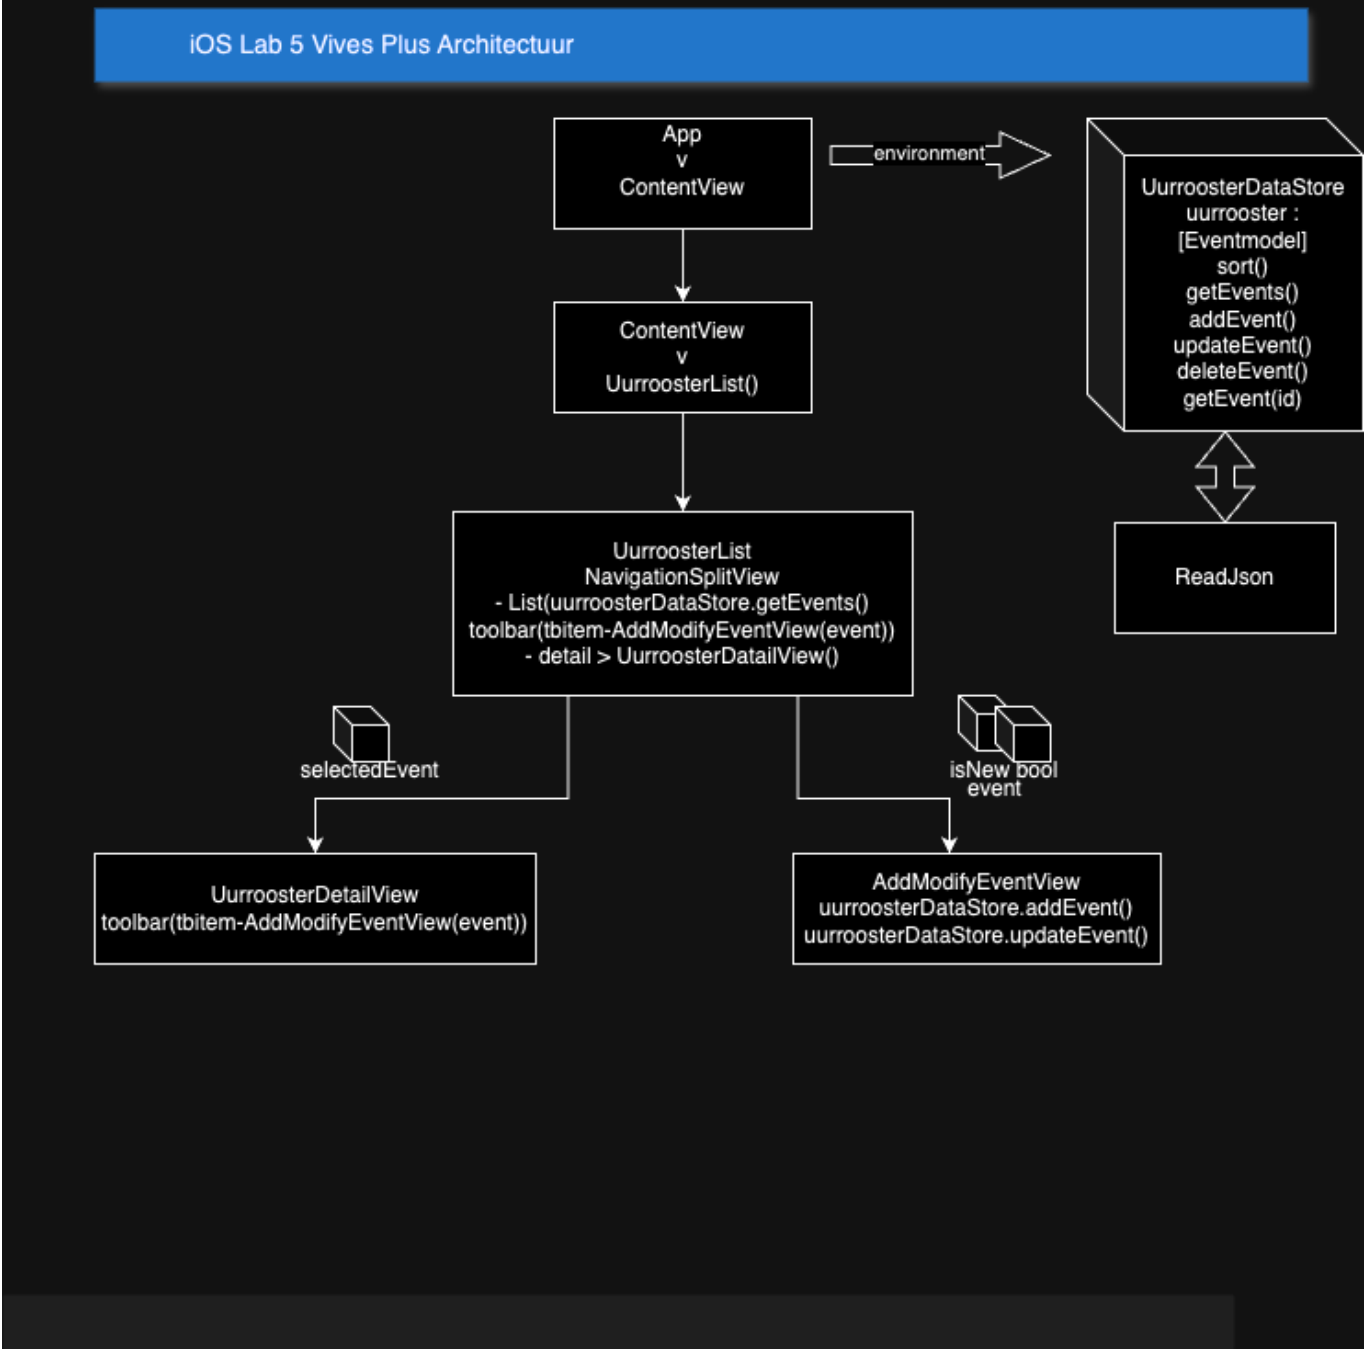 iOS Lab 5 Vives Plus Architectuur
App
v
ContentView
environment
UurroosterDataStore
uurrooster :
[Eventmodel]
sort()
getEvents()
addEvent()
updateEvent()
deleteEvent()
getEvent(id)
ContentView
v
UurroosterList()
ReadJson
UurroosterList
NavigationSplitView
- List(uurroosterDataStore.getEvents()
toolbar(tbitem-AddModifyEventView(event))
- detail > UurroosterDatailView()
selectedEvent
isNew bool
event
UurroosterDetailView
toolbar(tbitem-AddModifyEventView(event))
AddModifyEventView
uurroosterDataStore.addEvent()
uurroosterDataStore.updateEvent()